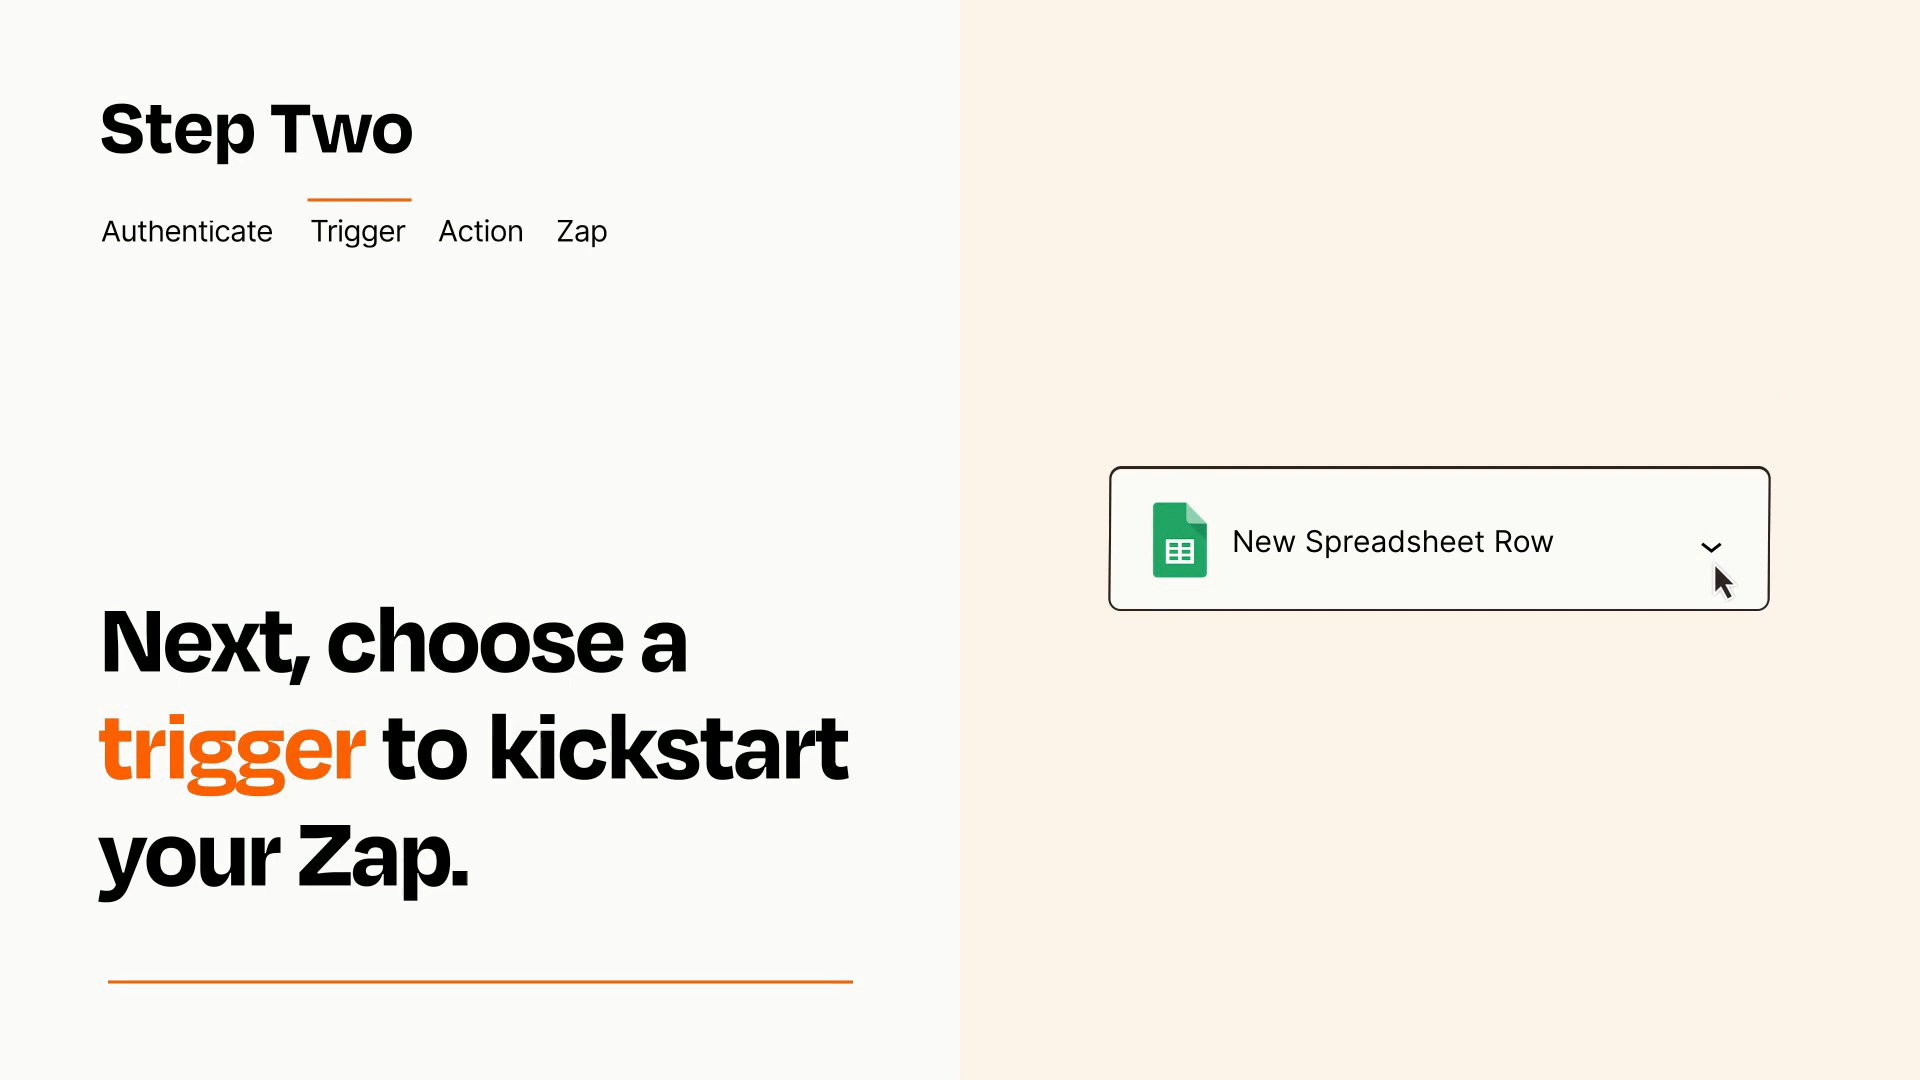 Step Two
Authenticate Trigger Action Zap
Next, choose a
trigger to kickstart
your Zap.
New Spreadsheet Row